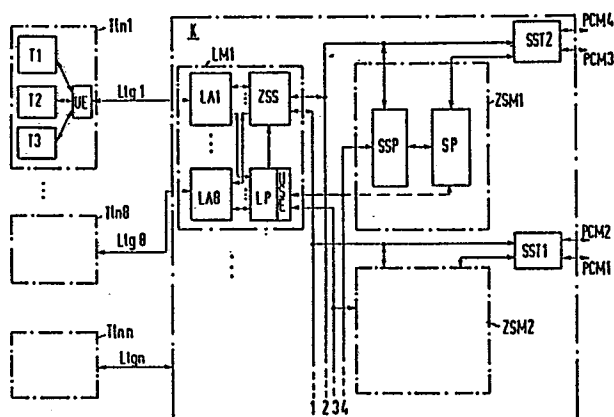 Tln1
T1
T2
T3
UE
Ltg 1
Tln8
Ltg 8
Tlnn
Ltgn
K
LM1
LA1
ZSS
LA8
LP
SST2
PCM4
PCM3
ZSM1
SSP
SP
SST1
PCM2
PCM1
ZSM2
1 2 3 4